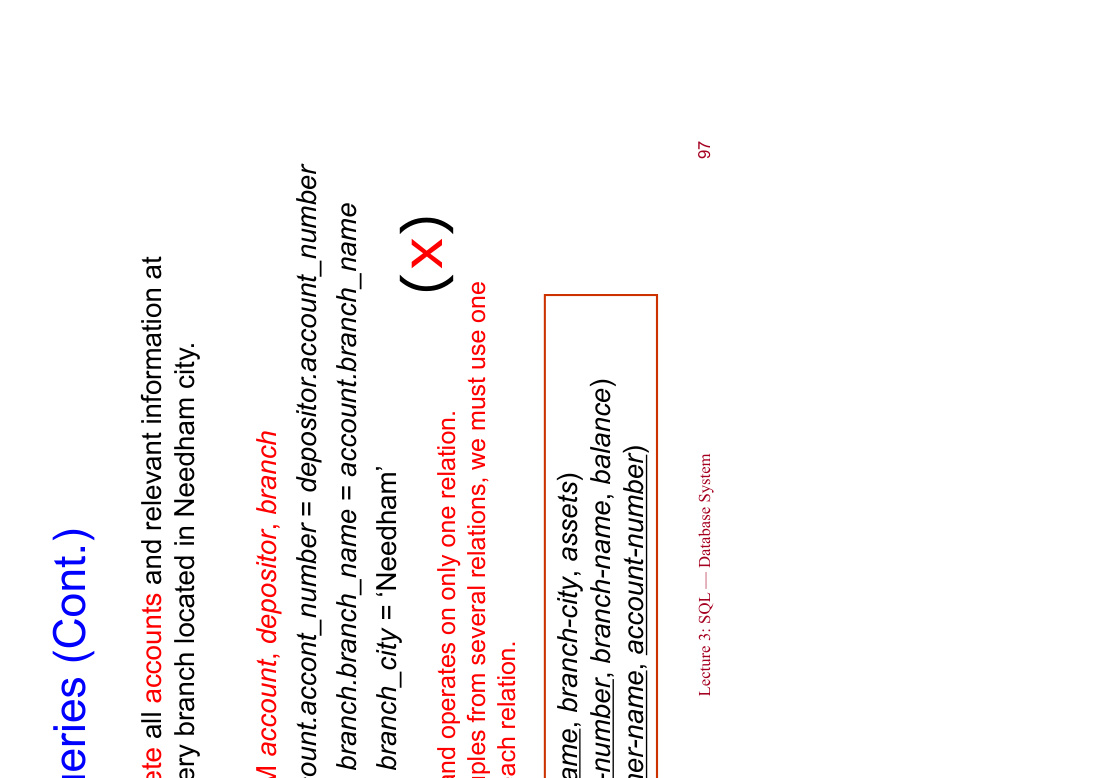 ueries (Cont.)
ete all accounts and relevant information at
ery branch located in Needham city.
M account, depositor, branch
ount.accont_number = depositor.account_number
branch.branch_name = account.branch_name
branch_city = ‘Needham’
(x)
and operates on only one relation.
ples from several relations, we must use one
ach relation.
ame, branch-city, assets)
-number, branch-name, balance)
ner-name, account-number)
Lecture 3: SQL — Database System
97